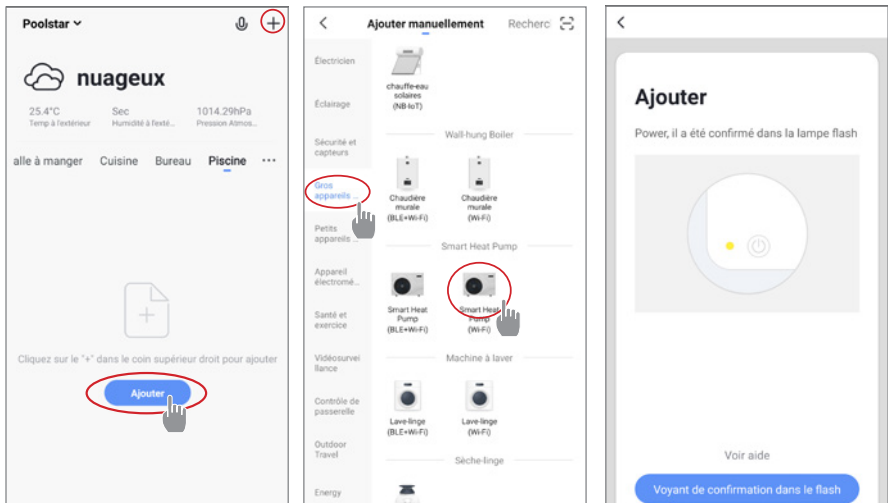 Poolstar
nuageux
25.4°C Sec 1014.29hPa
Temp à l'extérieur Humidité à l'exté... Pression Atmos...
alle à manger Cuisine Bureau Piscine ...
Cliquez sur le "+" dans le coin supérieur droit pour ajouter
Ajouter
Ajouter manuellement Recherc
Électricien
Éclairage
Sécurité et
capteurs
Gros
appareils ...
Petits
appareils ...
Appareil
électromé...
Santé et
exercice
Vidéosurvei
llance
Contrôle de
passerelle
Outdoor
Travel
Energy
chauffe-eau
solaires
(NB-IoT)
Wall-hung Boiler
Chaudière
murale
(BLE+Wi-Fi)
Chaudière
murale
(Wi-Fi)
Smart Heat Pump
Smart Heat
Pump
(BLE+Wi-Fi)
Smart Heat
Pump
(Wi-Fi)
Machine à laver
Lave-linge
(BLE+Wi-Fi)
Lave-linge
(Wi-Fi)
Sèche-linge
Ajouter
Power, il a été confirmé dans la lampe flash
Voir aide
Voyant de confirmation dans le flash